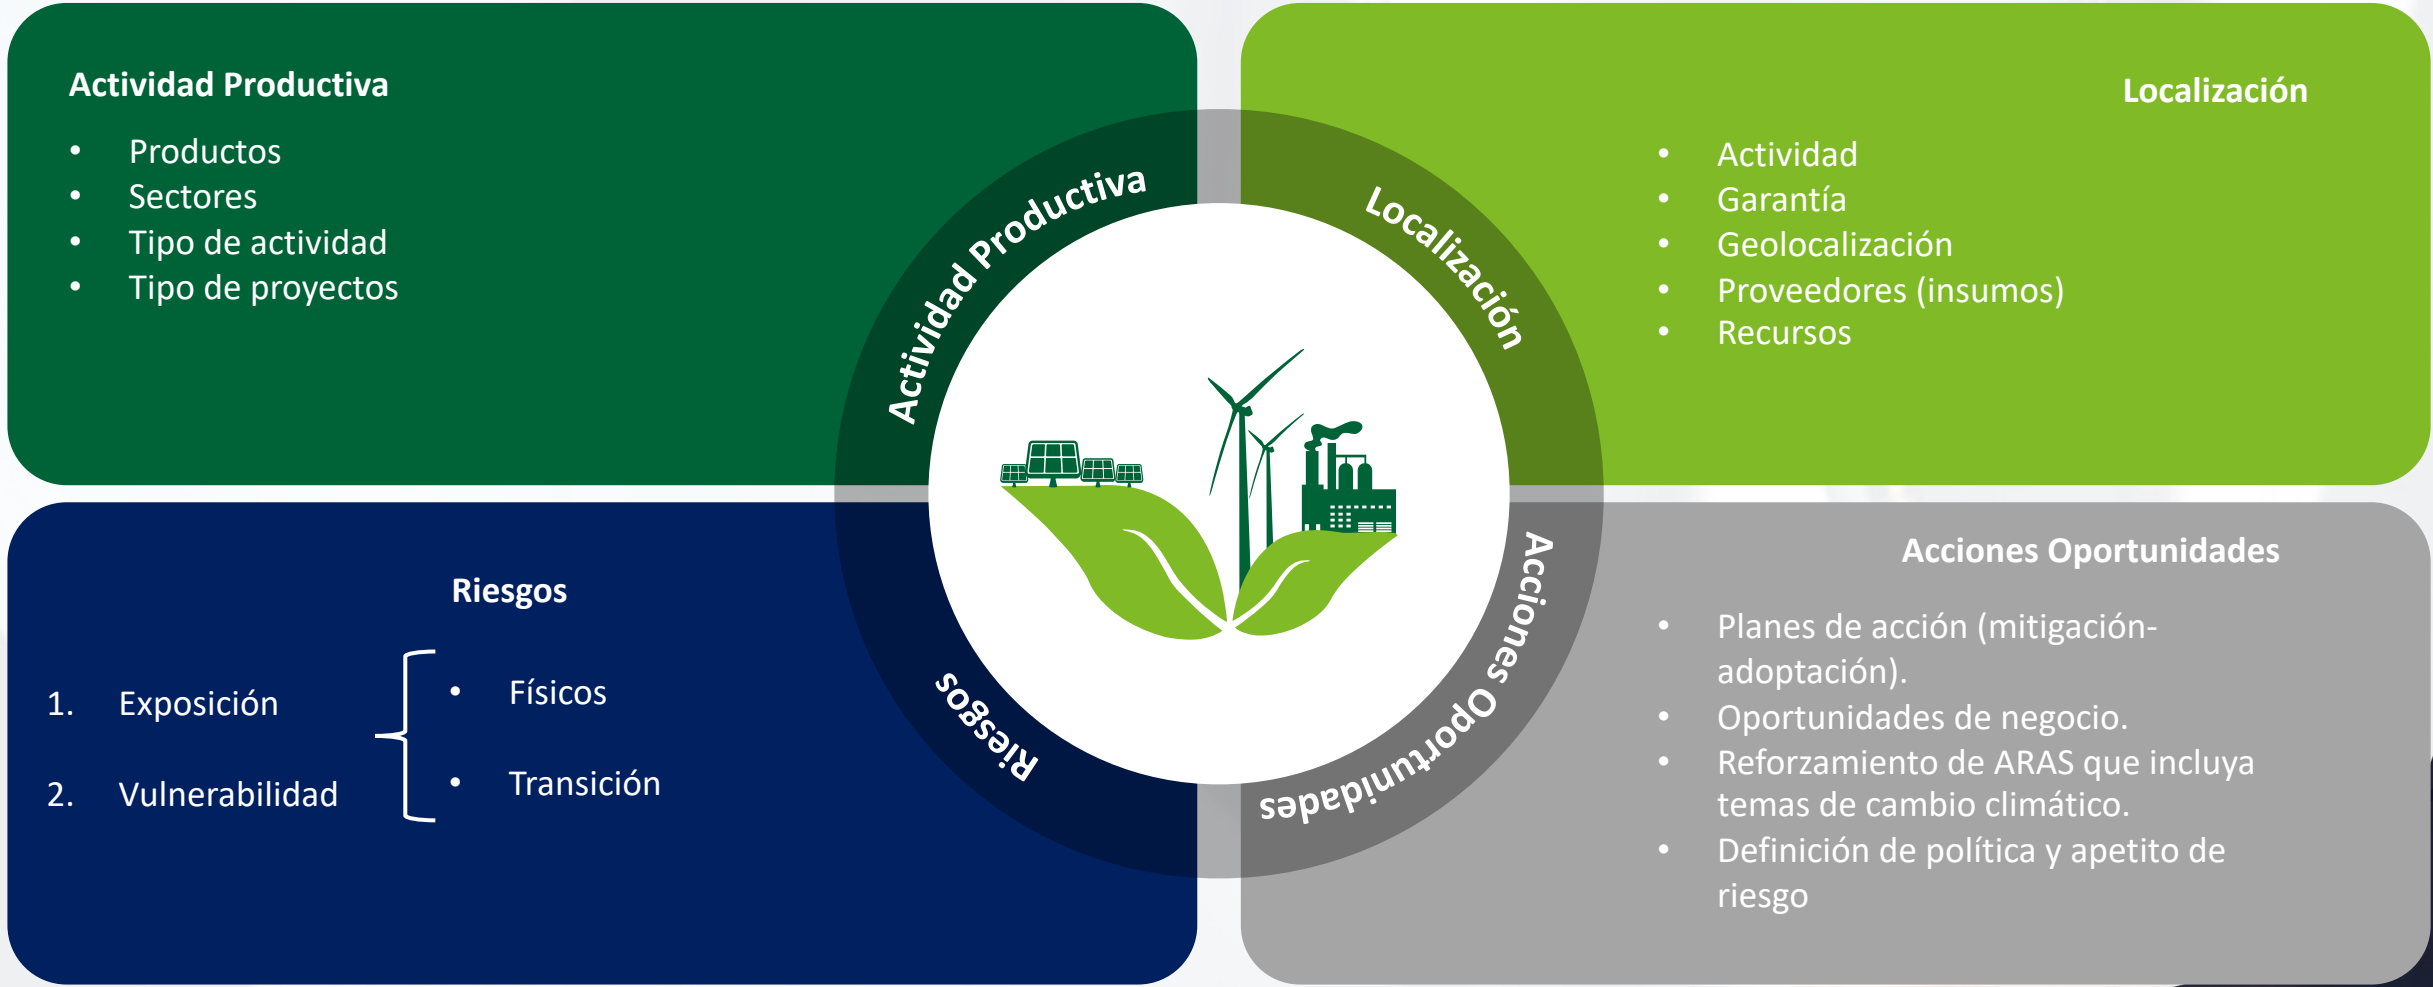 Actividad Productiva
• Productos
• Sectores
• Tipo de actividad
• Tipo de proyectos
Localización
• Actividad
• Garantía
• Geolocalización
• Proveedores (insumos)
• Recursos
Actividad Productiva
Localización
Riesgos
Acciones Oportunidades
Riesgos
1. Exposición
2. Vulnerabilidad
• Físicos
• Transición
Acciones Oportunidades
• Planes de acción (mitigación-
adoptación).
• Oportunidades de negocio.
• Reforzamiento de ARAS que incluya
temas de cambio climático.
• Definición de política y apetito de
riesgo